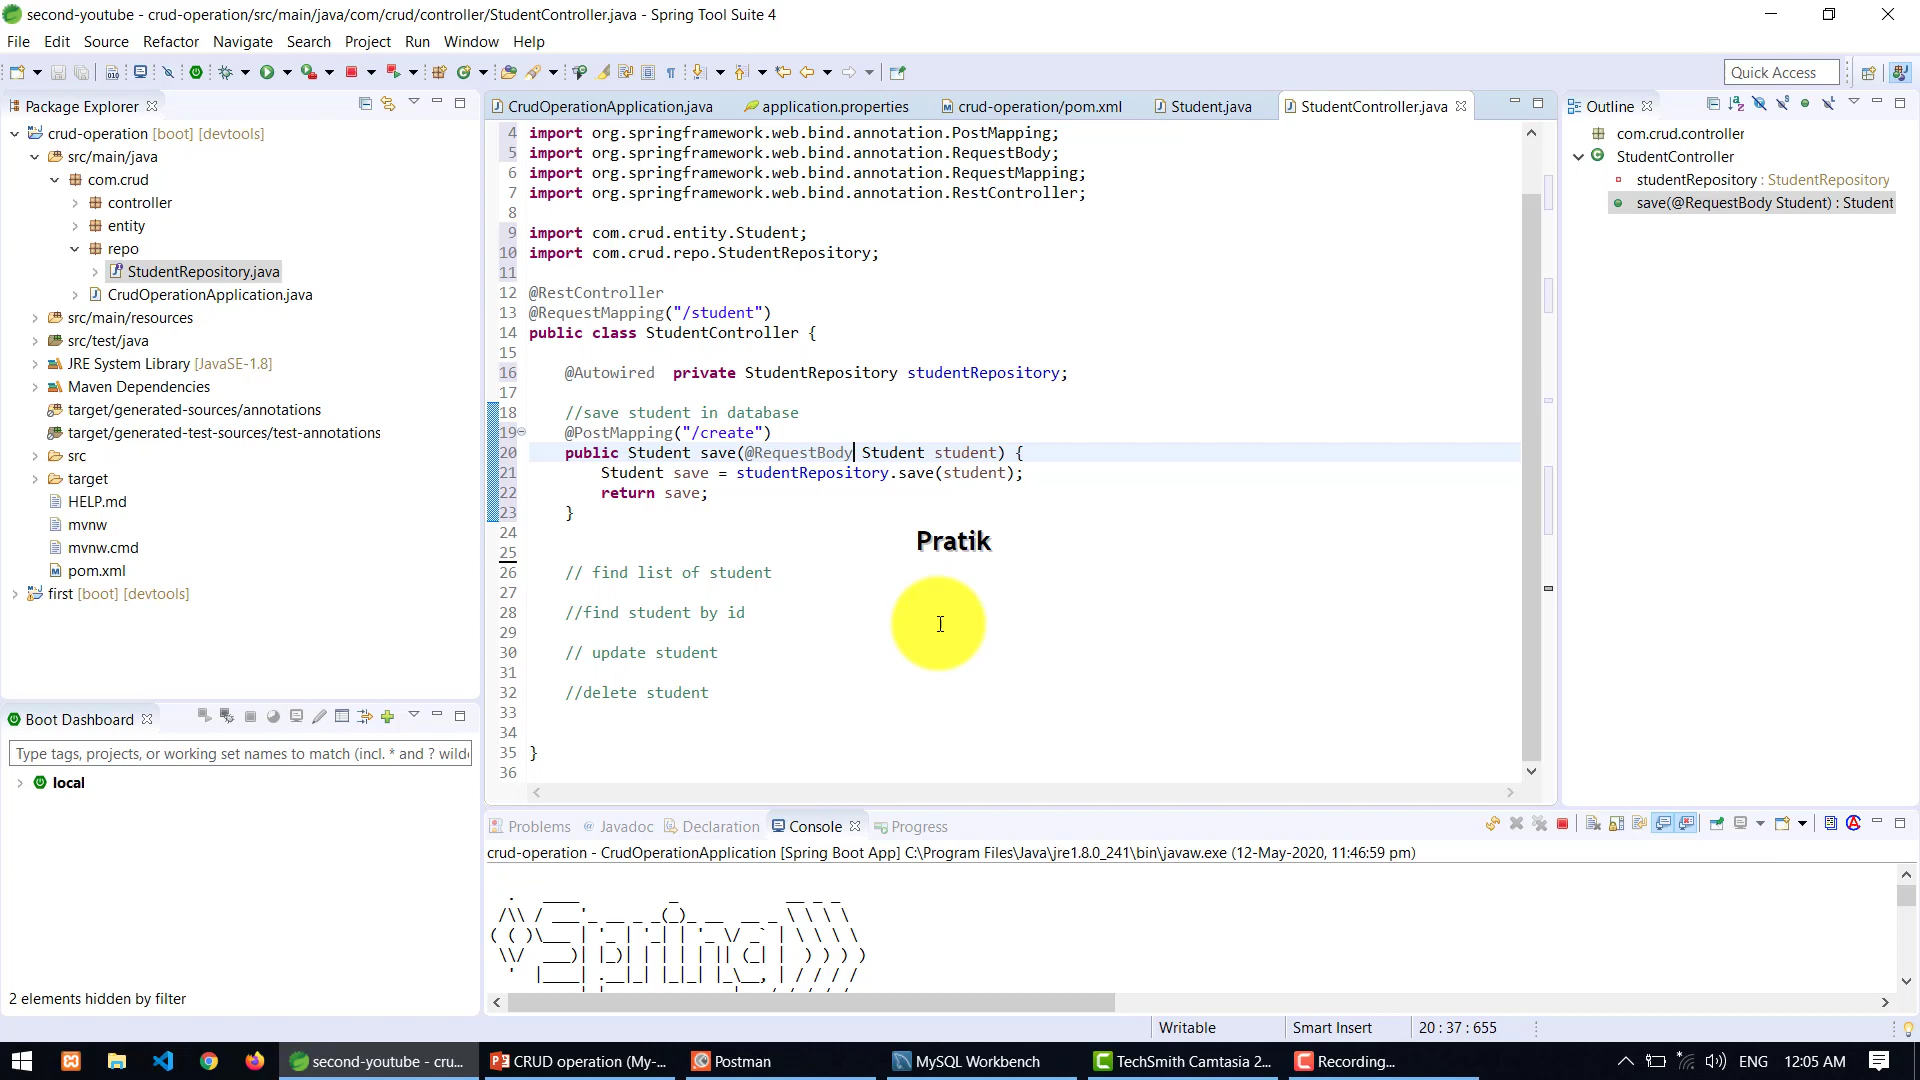 second-youtube - crud-operation/src/main/java/com/crud/controller/StudentController.java - Spring Tool Suite 4
File Edit Source Refactor Navigate Search Project Run Window Help
Quick Access
Package Explorer
crud-operation [boot] [devtools]
src/main/java
com.crud
controller
entity
repo
StudentRepository.java
CrudOperationApplication.java
src/main/resources
src/test/java
JRE System Library [JavaSE-1.8]
Maven Dependencies
target/generated-sources/annotations
target/generated-test-sources/test-annotations
src
target
HELP.md
mvnw
mvnw.cmd
pom.xml
first [boot] [devtools]
Boot Dashboard
Type tags, projects, or working set names to match (incl. * and ? wild
local
2 elements hidden by filter
CrudOperationApplication.java application.properties crud-operation/pom.xml Student.java StudentController.java
4 import org.springframework.web.bind.annotation.PostMapping;
5 import org.springframework.web.bind.annotation.RequestBody;
6 import org.springframework.web.bind.annotation.RequestMapping;
7 import org.springframework.web.bind.annotation.RestController;
8
9 import com.crud.entity.Student;
10 import com.crud.repo.StudentRepository;
11
12 @RestController
13 @RequestMapping("/student")
14 public class StudentController {
15
16 @Autowired  private StudentRepository studentRepository;
17
18 //save student in database
19 @PostMapping("/create")
20 public Student save(@RequestBody Student student) {
21 Student save = studentRepository.save(student);
22 return save;
23 }
24
Pratik
25
26 // find list of student
27
28 //find student by id
29
30 // update student
31
32 //delete student
33
34
35 }
36
Outline
com.crud.controller
StudentController
studentRepository : StudentRepository
save(@RequestBody Student) : Student
Problems @ Javadoc Declaration Console Progress
crud-operation - CrudOperationApplication [Spring Boot App] C:\Program Files\Java\jre1.8.0_241\bin\javaw.exe (12-May-2020, 11:46:59 pm)
Spring
Writable Smart Insert 20 : 37 : 655
second-youtube - cru... CRUD operation (My-... Postman MySQL Workbench TechSmith Camtasia 2... Recording... ENG 12:05 AM